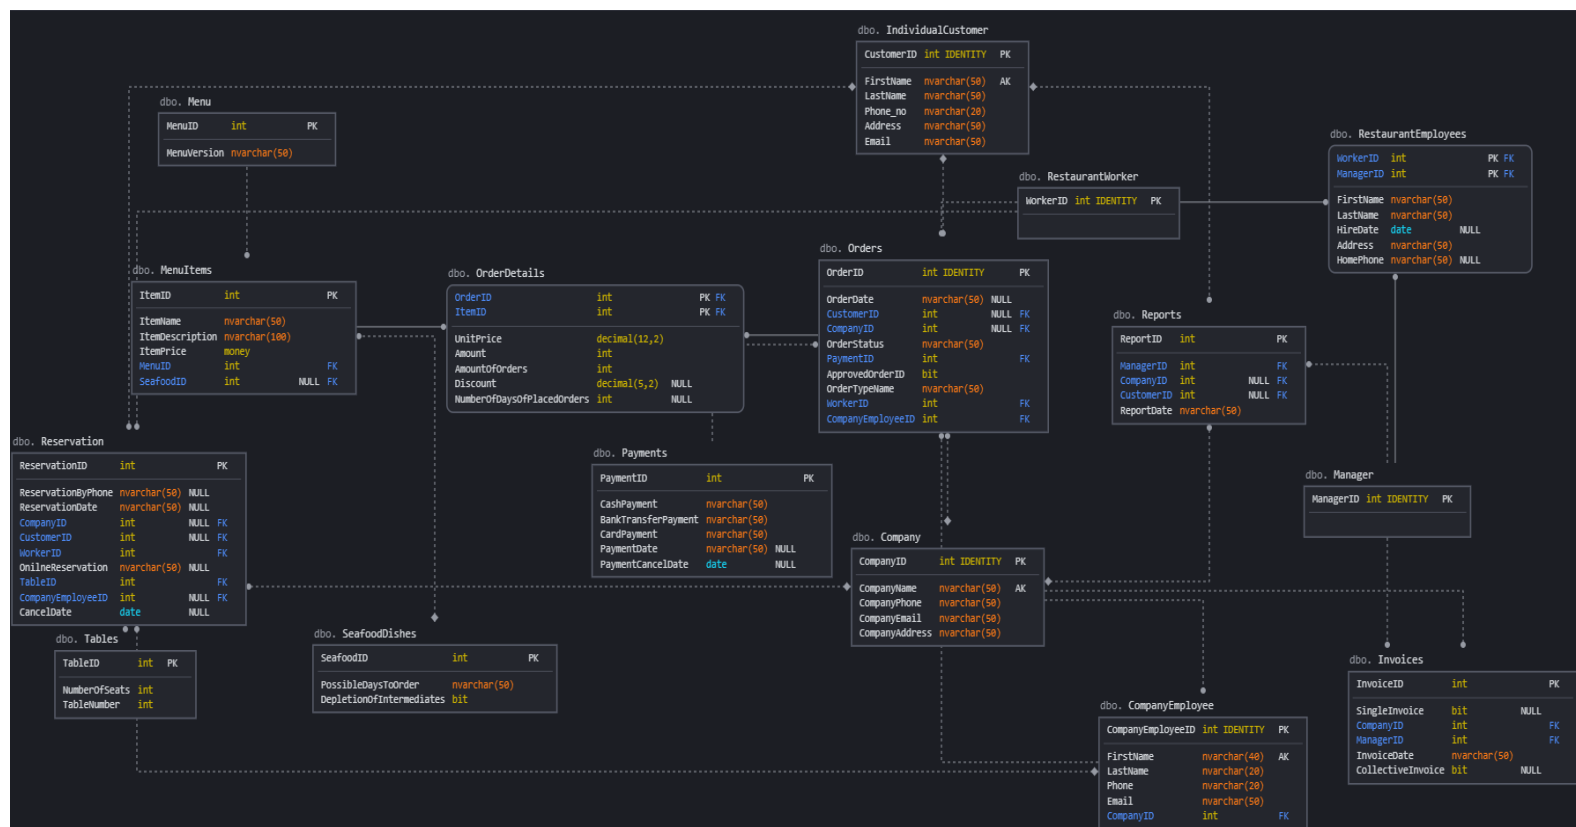 dbo. IndividualCustomer
CustomerID int IDENTITY PK
FirstName nvarchar(50) AK
LastName nvarchar(50)
Phone_no nvarchar(20)
Address nvarchar(50)
Email nvarchar(50)
dbo. Menu
MenuID int PK
MenuVersion nvarchar(50)
dbo. RestaurantEmployees
WorkerID int PK FK
ManagerID int PK FK
FirstName nvarchar(50)
LastName nvarchar(50)
HireDate date NULL
Address nvarchar(50)
HomePhone nvarchar(50) NULL
dbo. RestaurantWorker
WorkerID int IDENTITY PK
dbo. MenuItems
ItemID int PK
ItemName nvarchar(50)
ItemDescription nvarchar(100)
ItemPrice money
MenuID int FK
SeafoodID int NULL FK
dbo. OrderDetails
OrderID int PK FK
ItemID int PK FK
UnitPrice decimal(12,2)
Amount int
AmountOfOrders int
Discount decimal(5,2) NULL
NumberOfDaysOfPlacedOrders int NULL
dbo. Orders
OrderID int IDENTITY PK
OrderDate nvarchar(50) NULL
CustomerID int NULL FK
CompanyID int NULL FK
OrderStatus nvarchar(50)
PaymentID int FK
ApprovedOrderID bit
OrderTypeName nvarchar(50)
WorkerID int FK
CompanyEmployeeID int FK
dbo. Reports
ReportID int PK
ManagerID int FK
CompanyID int NULL FK
CustomerID int NULL FK
ReportDate nvarchar(50)
dbo. Reservation
ReservationID int PK
ReservationByPhone nvarchar(50) NULL
ReservationDate nvarchar(50) NULL
CompanyID int NULL FK
CustomerID int NULL FK
WorkerID int FK
OnilneReservation nvarchar(50) NULL
TableID int FK
CompanyEmployeeID int NULL FK
CancelDate date NULL
dbo. Payments
PaymentID int PK
CashPayment nvarchar(50)
BankTransferPayment nvarchar(50)
CardPayment nvarchar(50)
PaymentDate nvarchar(50) NULL
PaymentCancelDate date NULL
dbo. Manager
ManagerID int IDENTITY PK
dbo. Company
CompanyID int IDENTITY PK
CompanyName nvarchar(50) AK
CompanyPhone nvarchar(50)
CompanyEmail nvarchar(50)
CompanyAddress nvarchar(50)
dbo. Tables
TableID int PK
NumberOfSeats int
TableNumber int
dbo. SeafoodDishes
SeafoodID int PK
PossibleDaysToOrder nvarchar(50)
DepletionOfIntermediates bit
dbo. Invoices
InvoiceID int PK
SingleInvoice bit NULL
CompanyID int FK
ManagerID int FK
InvoiceDate nvarchar(50)
CollectiveInvoice bit NULL
dbo. CompanyEmployee
CompanyEmployeeID int IDENTITY PK
FirstName nvarchar(40) AK
LastName nvarchar(20)
Phone nvarchar(20)
Email nvarchar(50)
CompanyID int FK